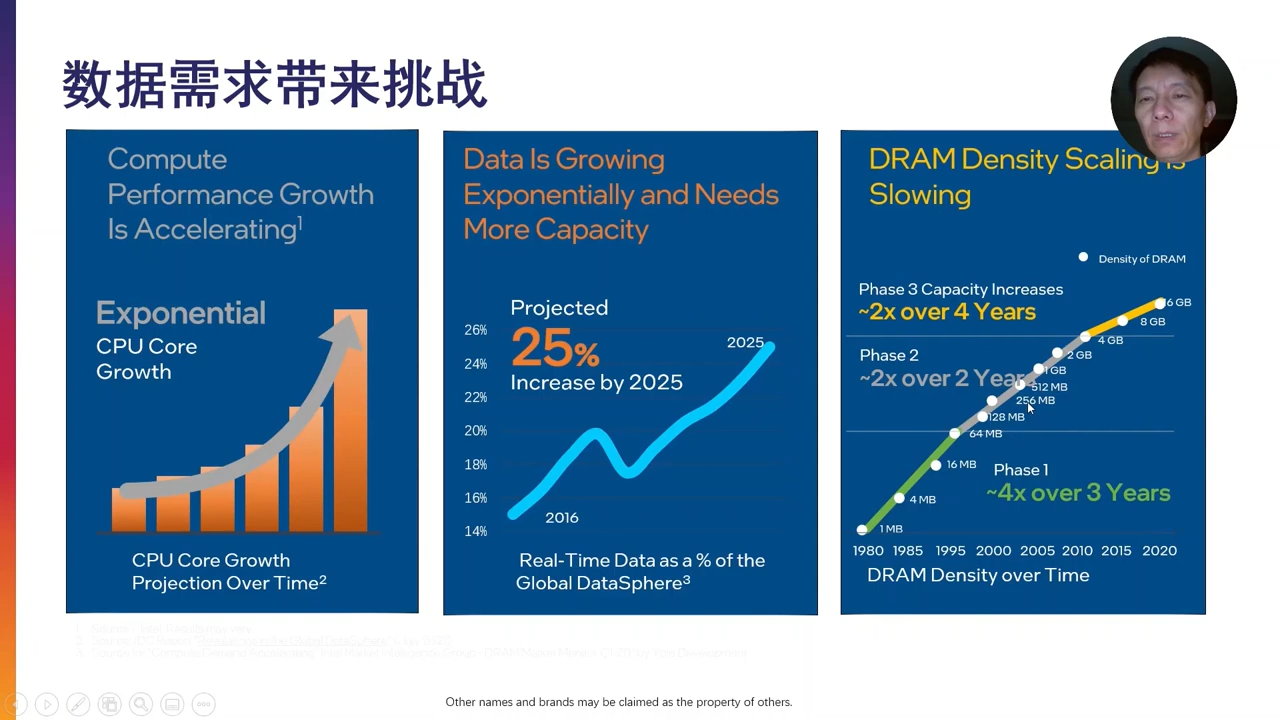 数据需求带来挑战
Compute
Performance Growth
Is Accelerating1
Exponential
CPU Core
Growth
CPU Core Growth
Projection Over Time2
Data Is Growing
Exponentially and Needs
More Capacity
Projected
25%
Increase by 2025
26%
24%
22%
20%
18%
16%
14%
2025
2016
Real-Time Data as a % of the
Global DataSphere3
DRAM Density Scaling is
Slowing
Density of DRAM
Phase 3 Capacity Increases
~2x over 4 Years
Phase 2
~2x over 2 Years
Phase 1
~4x over 3 Years
6 GB
8 GB
4 GB
2 GB
1 GB
512 MB
256 MB
128 MB
64 MB
16 MB
4 MB
1 MB
1980 1985 1995 2000 2005 2010 2015 2020
DRAM Density over Time
Other names and brands may be claimed as the property of others.